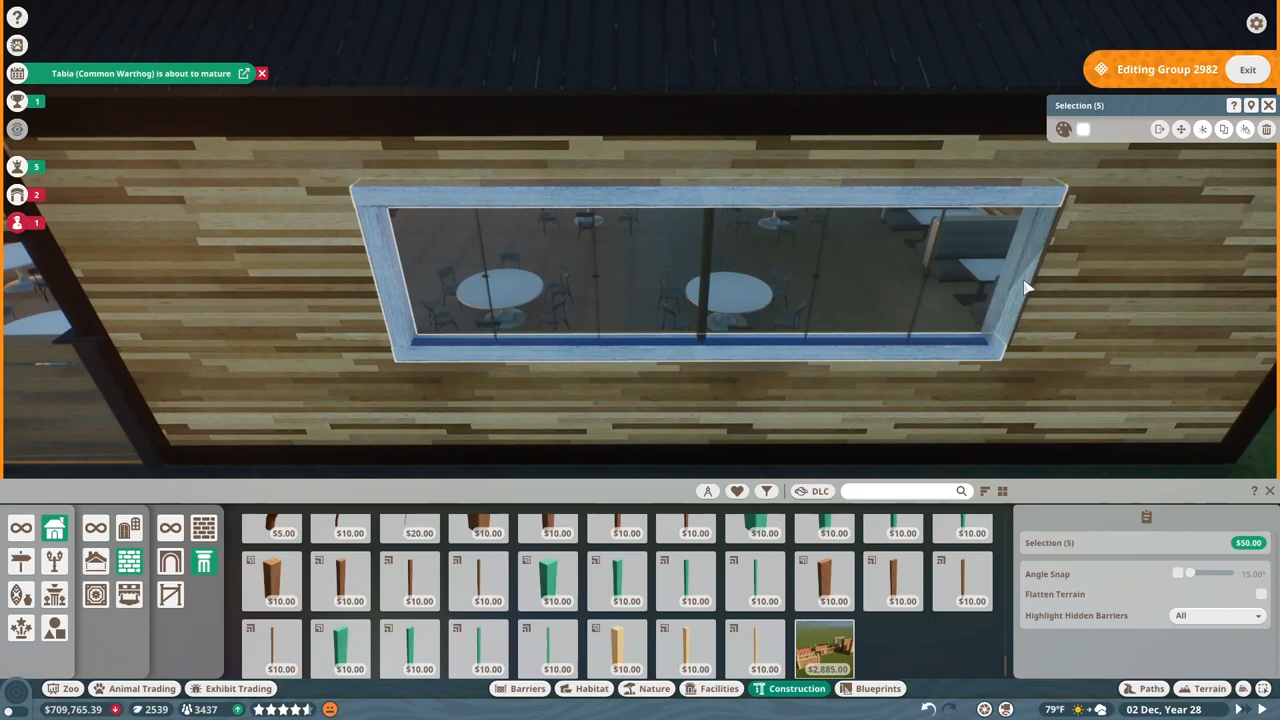 ?
Editing Group 2982
Exit
Tabia (Common Warthog) is about to mature
1
Selection (5)
?
5
2
1
DLC
?
$5.00 $10.00 $20.00 $10.00 $10.00 $10.00 $10.00 $10.00 $10.00 $10.00 $10.00
$10.00 $10.00 $10.00 $10.00 $10.00 $10.00 $10.00 $10.00 $10.00 $10.00 $10.00
$10.00 $10.00 $10.00 $10.00 $10.00 $10.00 $10.00 $10.00 $2,885.00
Selection (5) $50.00
Angle Snap 15.00°
Flatten Terrain
Highlight Hidden Barriers All
Zoo Animal Trading Exhibit Trading Barriers Habitat Nature Facilities Construction Blueprints Paths Terrain
$709,765.39 2539 3437 79°F 02 Dec, Year 28